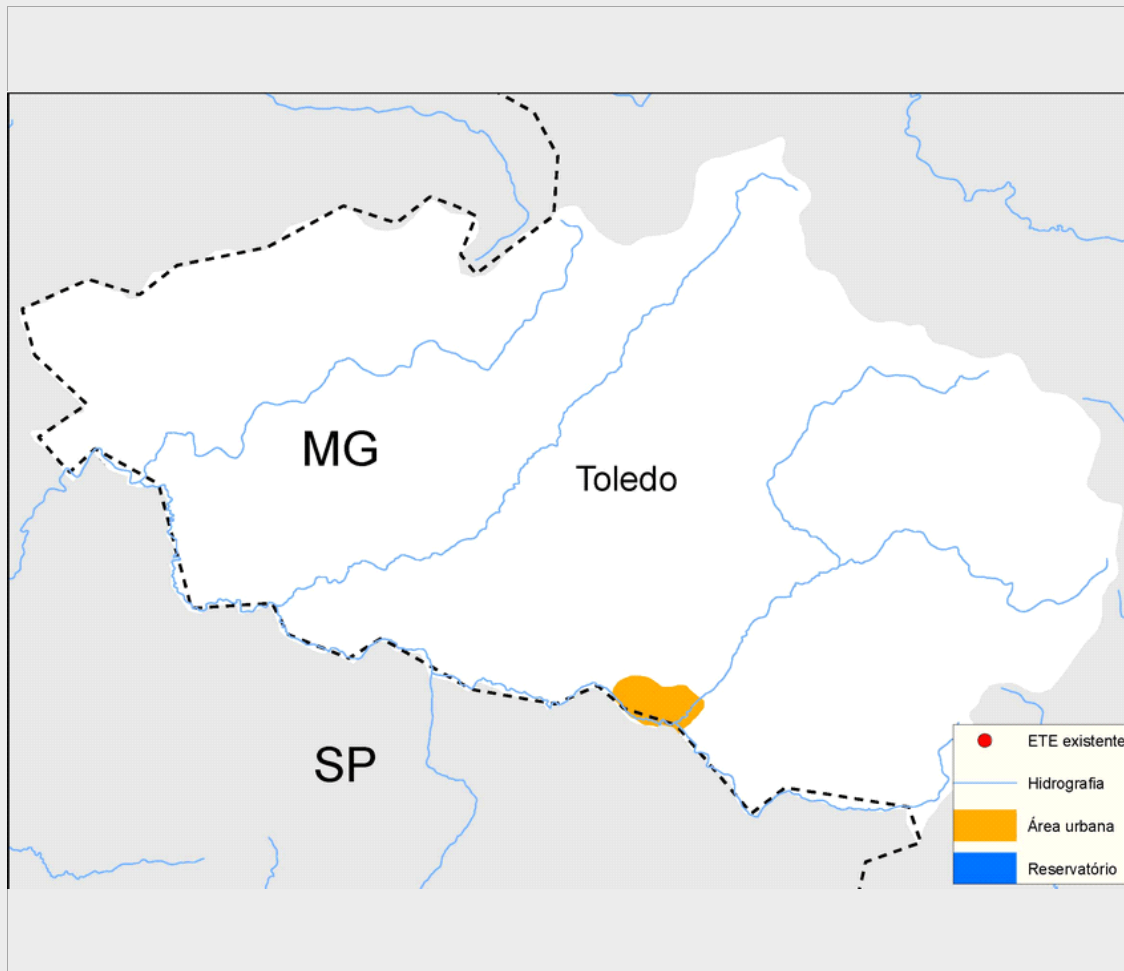 MG
Toledo
SP
ETE existente
Hidrografia
Área urbana
Reservatório